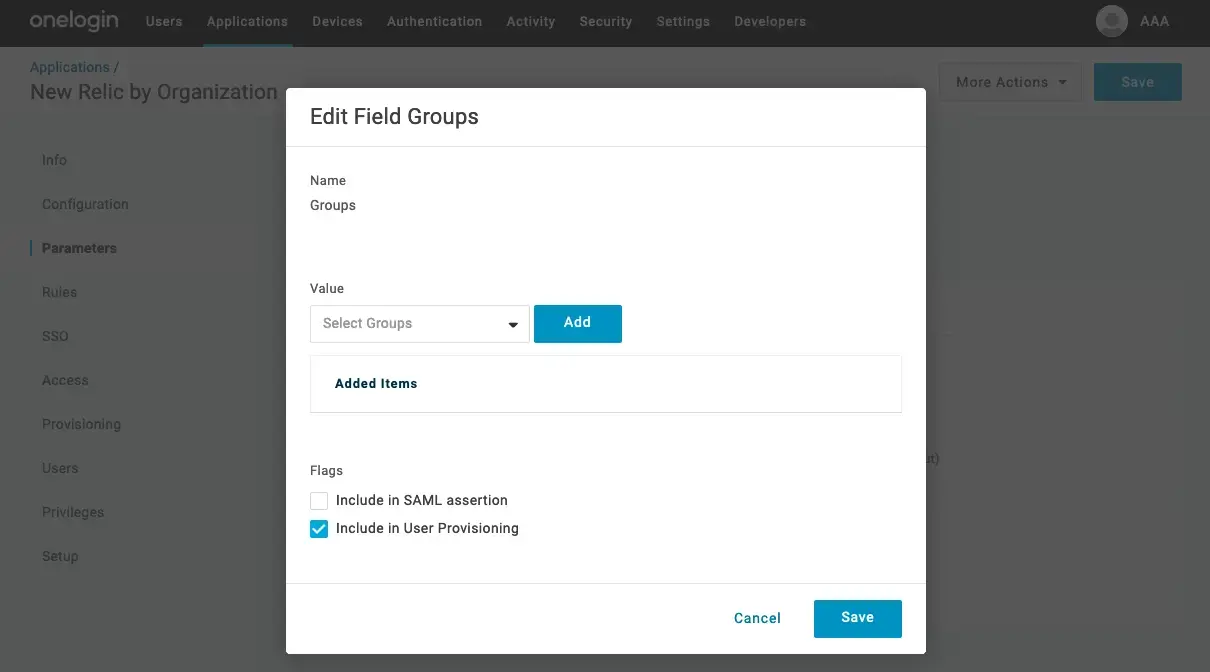 onelogin Users Applications Devices Authentication Activity Security Settings Developers AAA
Applications /
New Relic by Organization
More Actions
Save
Info
Configuration
Parameters
Rules
SSO
Access
Provisioning
Users
Privileges
Setup
Edit Field Groups
Name
Groups
Value
Select Groups
Add
Added Items
Flags
Include in SAML assertion
Include in User Provisioning
Cancel
Save